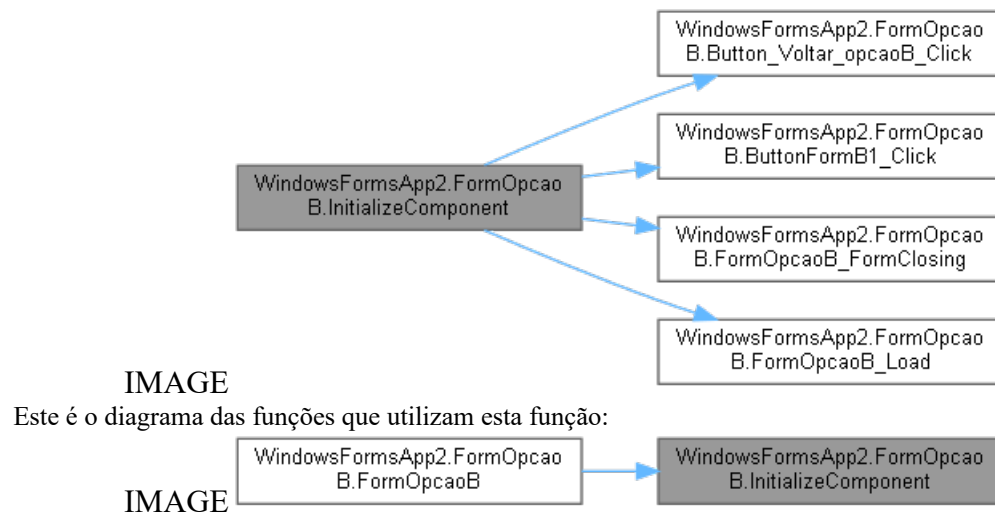 WindowsFormsApp2.FormOpcao
B.Button_Voltar_opcaoB_Click
WindowsFormsApp2.FormOpcao
B.ButtonFormB1_Click
WindowsFormsApp2.FormOpcao
B.InitializeComponent
WindowsFormsApp2.FormOpcao
B.FormOpcaoB_FormClosing
WindowsFormsApp2.FormOpcao
B.FormOpcaoB_Load
IMAGE
Este é o diagrama das funções que utilizam esta função:
WindowsFormsApp2.FormOpcao
B.FormOpcaoB
WindowsFormsApp2.FormOpcao
B.InitializeComponent
IMAGE